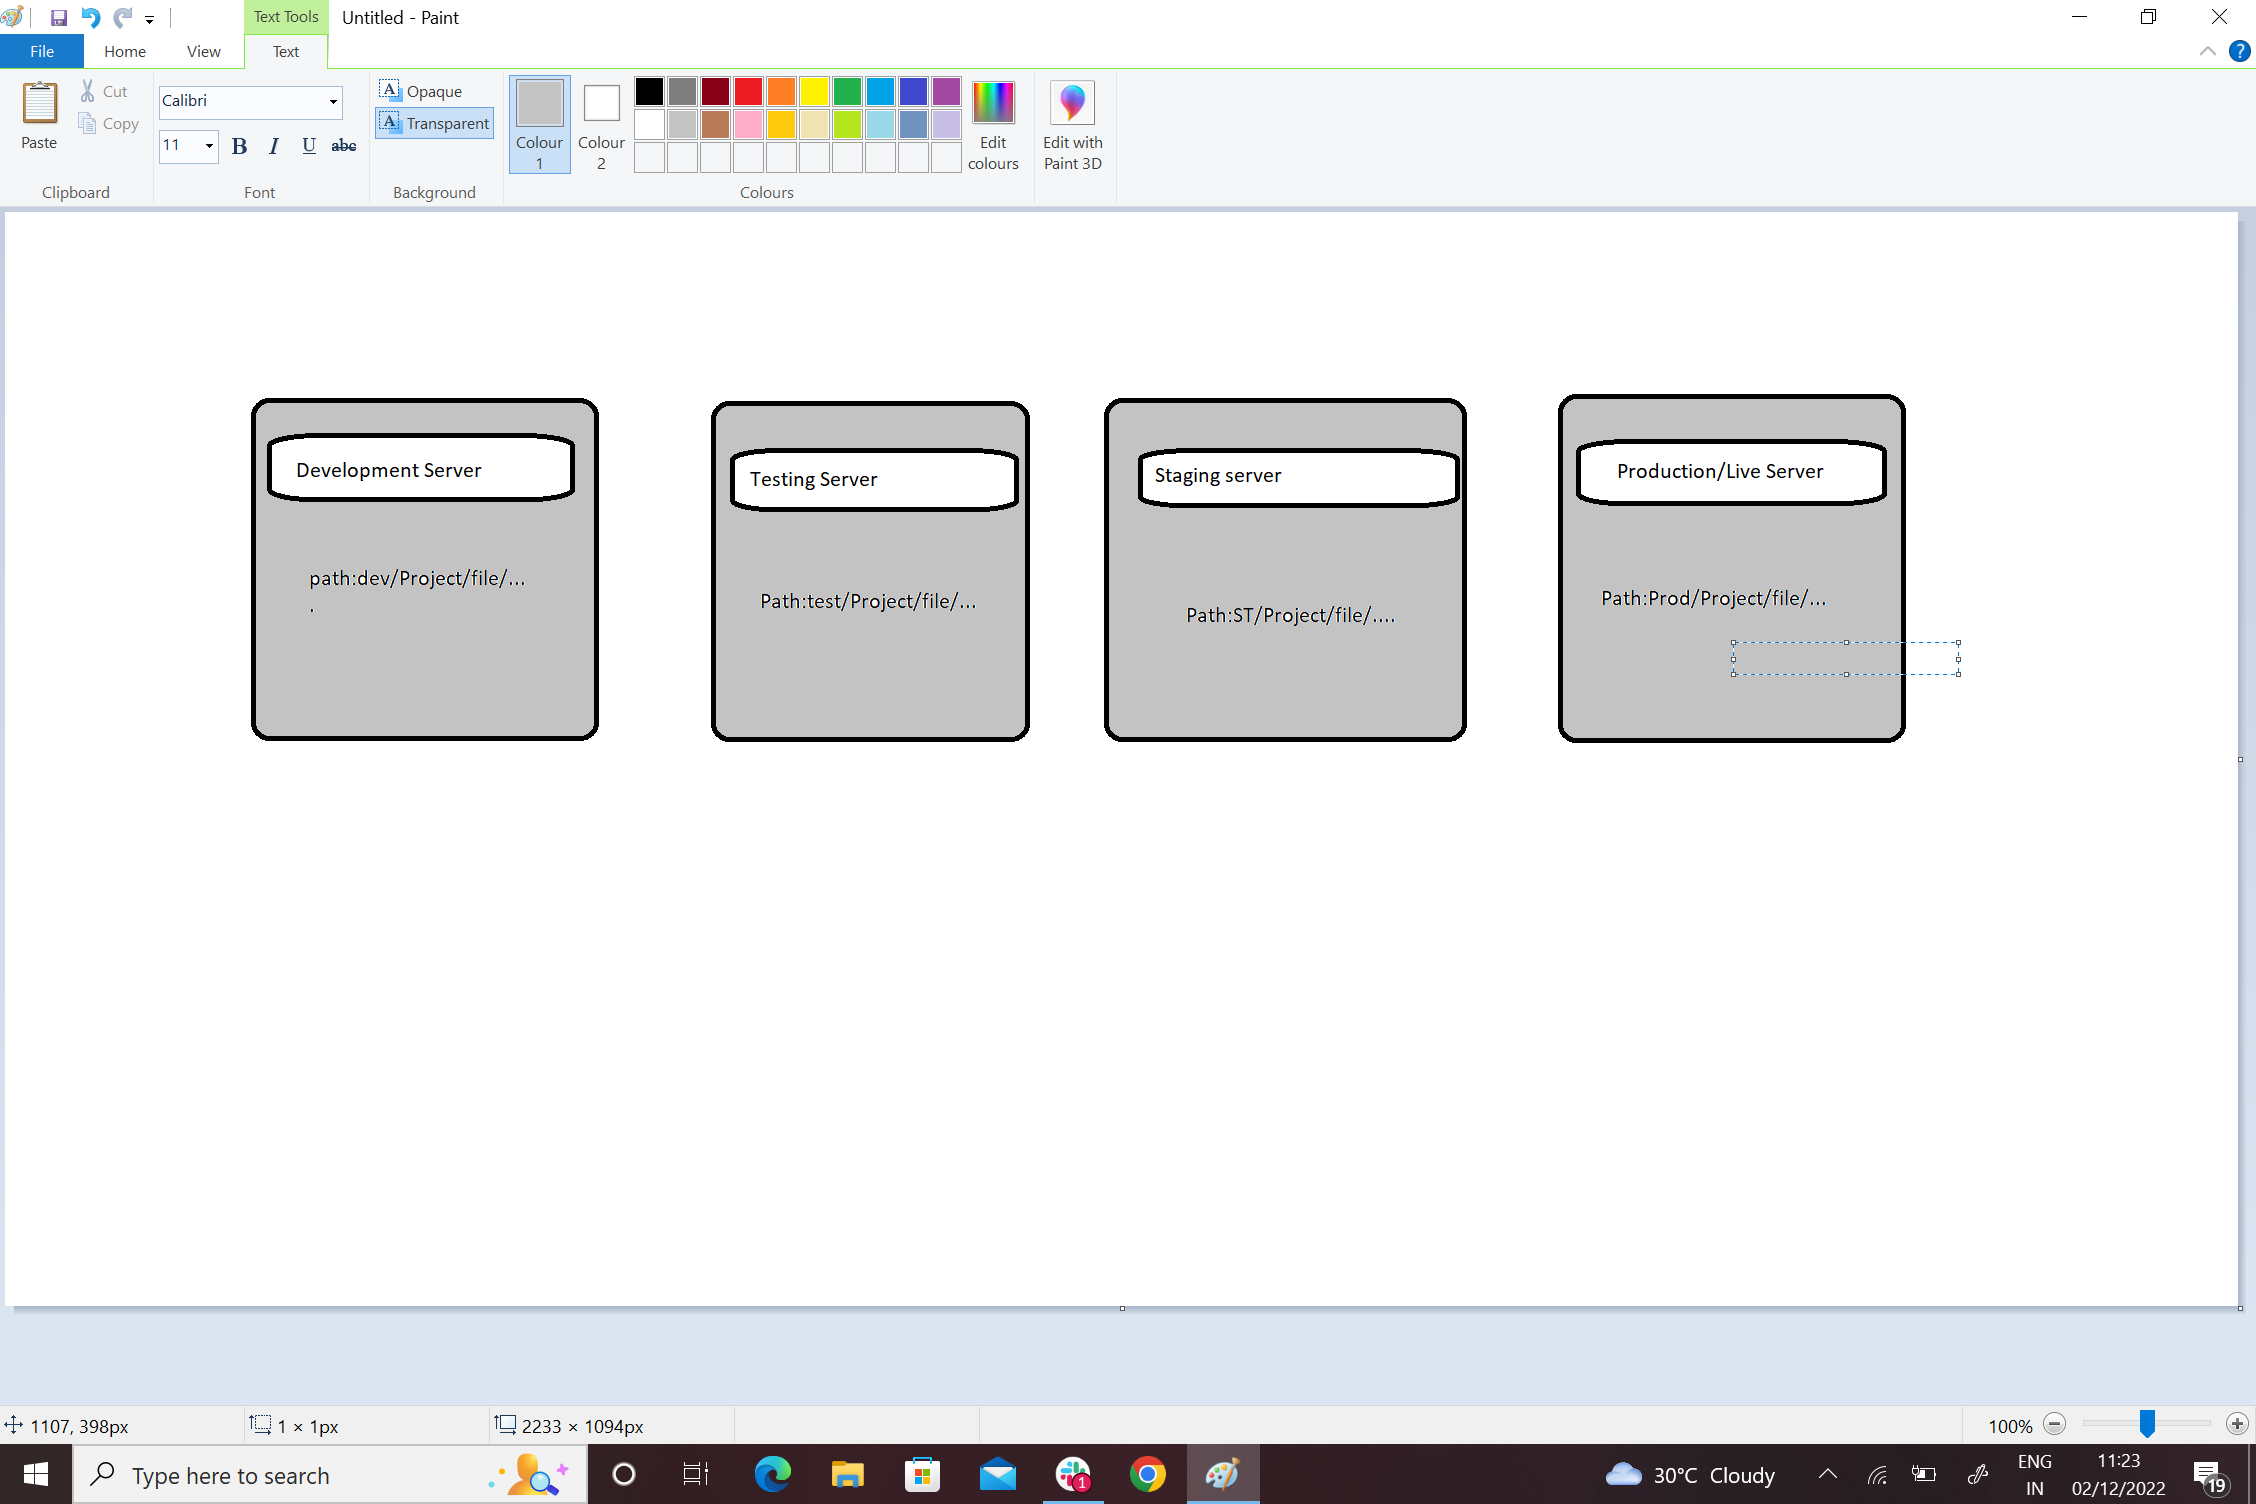 Text Tools
Untitled - Paint
File
Home
View
Text
Paste
Cut
Copy
Clipboard
Calibri
11
B
I
U
abc
Font
A Opaque
A Transparent
Background
Colour
1
Colour
2
Edit
colours
Colours
Edit with
Paint 3D
?
Development Server
Testing Server
Staging server
Production/Live Server
path:dev/Project/file/...
.
Path:test/Project/file/...
Path:ST/Project/file/....
Path:Prod/Project/file/...
1107, 398px
1 × 1px
2233 × 1094px
100%
Type here to search
1
30°C Cloudy
ENG
IN
11:23
02/12/2022
19